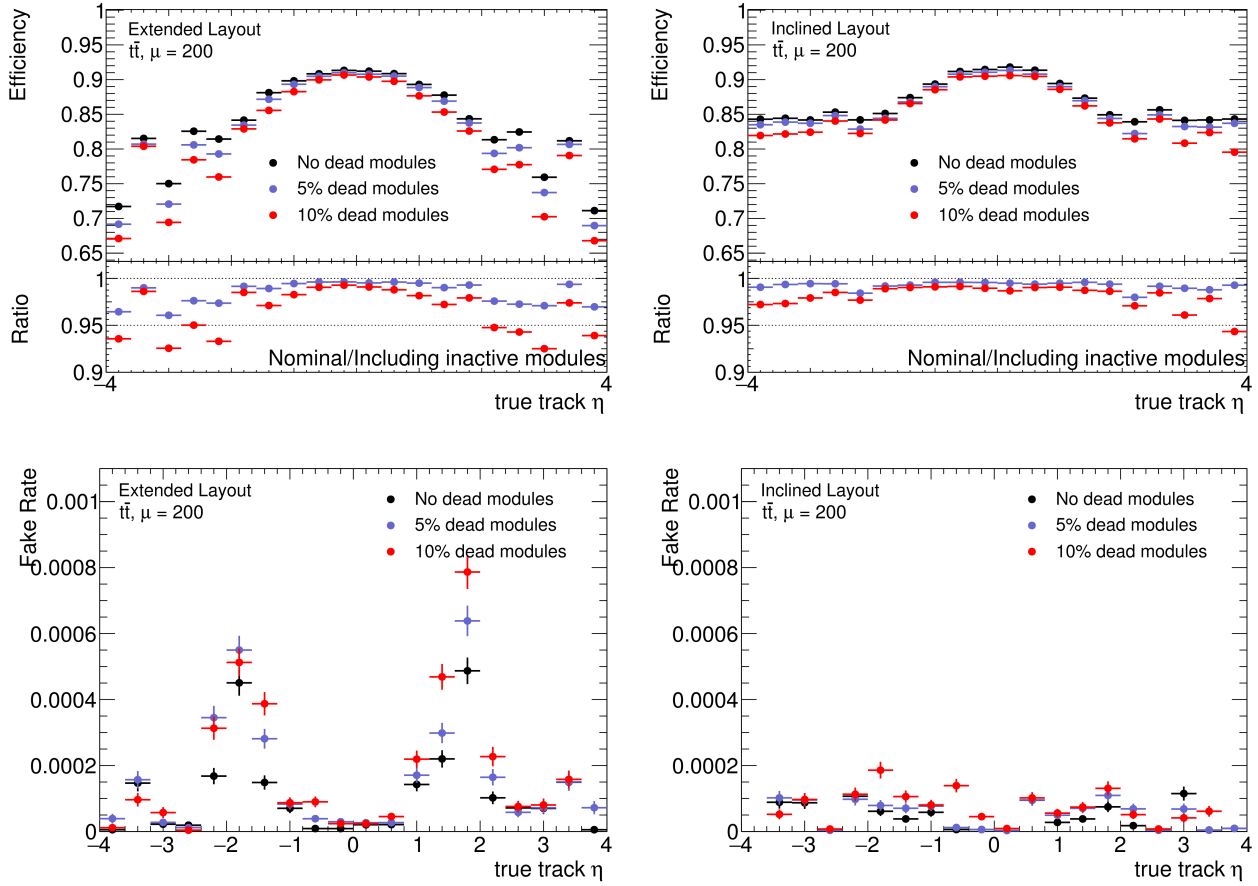 Efficiency
1
0.95
0.9
0.85
0.8
0.75
0.7
0.65
Extended Layout
tt̄, μ = 200
No dead modules
5% dead modules
10% dead modules
Ratio
1
0.95
0.9
Nominal/Including inactive modules
−4 −2 0 2 4
true track η
Efficiency
1
0.95
0.9
0.85
0.8
0.75
0.7
0.65
Inclined Layout
tt̄, μ = 200
No dead modules
5% dead modules
10% dead modules
Ratio
1
0.95
0.9
Nominal/Including inactive modules
−4 −2 0 2 4
true track η
Fake Rate
0.001
0.0008
0.0006
0.0004
0.0002
0
Extended Layout
tt̄, μ = 200
No dead modules
5% dead modules
10% dead modules
−4 −3 −2 −1 0 1 2 3 4
true track η
Fake Rate
0.001
0.0008
0.0006
0.0004
0.0002
0
Inclined Layout
tt̄, μ = 200
No dead modules
5% dead modules
10% dead modules
−4 −3 −2 −1 0 1 2 3 4
true track η